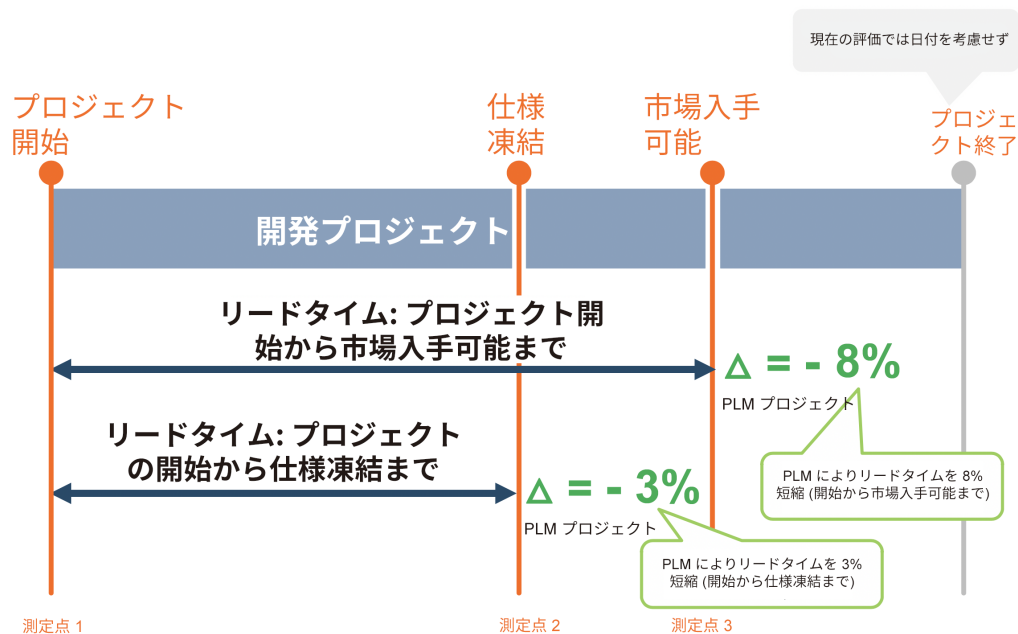 現在の評価では日付を考慮せず
プロジェクト
開始
仕様
凍結
市場入手
可能
プロジェ
クト終了
開発プロジェクト
リードタイム: プロジェクト開
始から市場入手可能まで
Δ = - 8%
PLM プロジェクト
PLM によりリードタイムを 8%
短縮 (開始から市場入手可能まで)
リードタイム: プロジェクト
の開始から仕様凍結まで
Δ = - 3%
PLM プロジェクト
PLM によりリードタイムを 3%
短縮 (開始から仕様凍結まで)
測定点 1
測定点 2
測定点 3